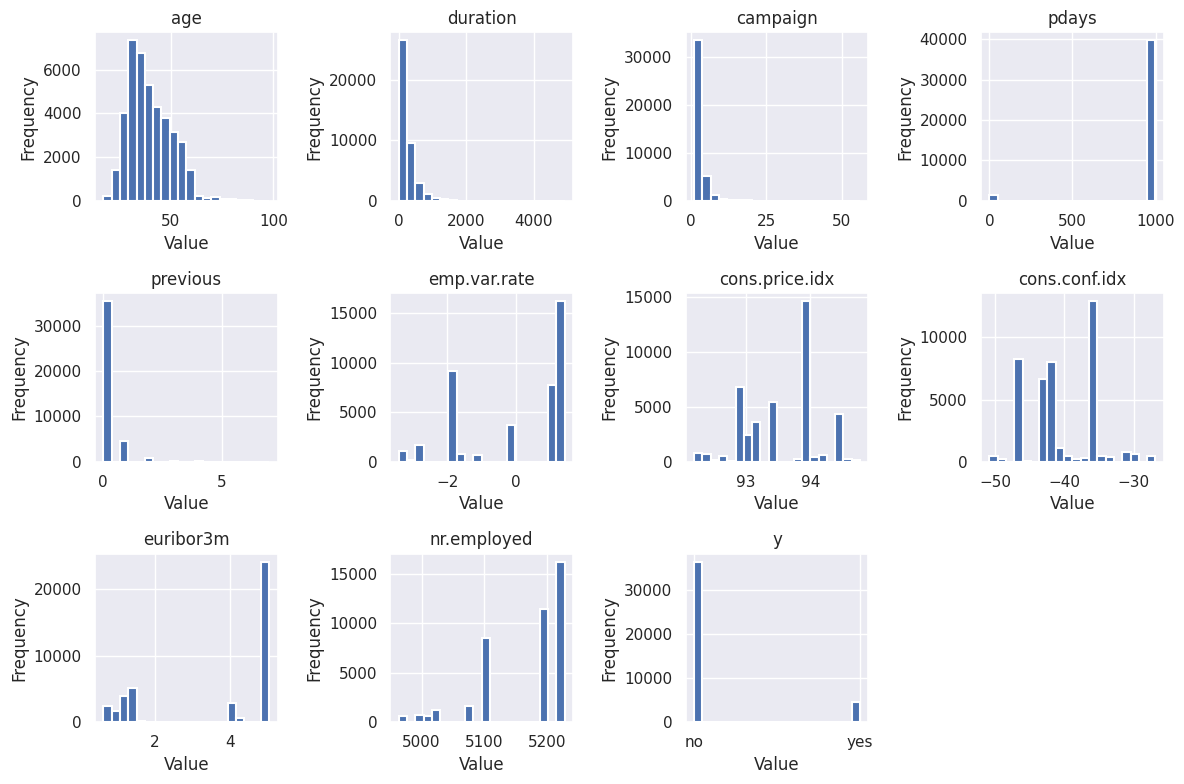 age
6000
4000
2000
0
Frequency
50
100
Value
duration
20000
10000
0
Frequency
0
2000
4000
Value
campaign
30000
20000
10000
0
Frequency
0
25
50
Value
pdays
40000
30000
20000
10000
0
Frequency
0
500
1000
Value
previous
30000
20000
10000
0
Frequency
0
5
Value
emp.var.rate
15000
10000
5000
0
Frequency
−2
0
Value
cons.price.idx
15000
10000
5000
0
Frequency
93
94
Value
cons.conf.idx
10000
5000
0
Frequency
−50
−40
−30
Value
euribor3m
20000
10000
0
Frequency
2
4
Value
nr.employed
15000
10000
5000
0
Frequency
5000
5100
5200
Value
y
30000
20000
10000
0
Frequency
no
yes
Value